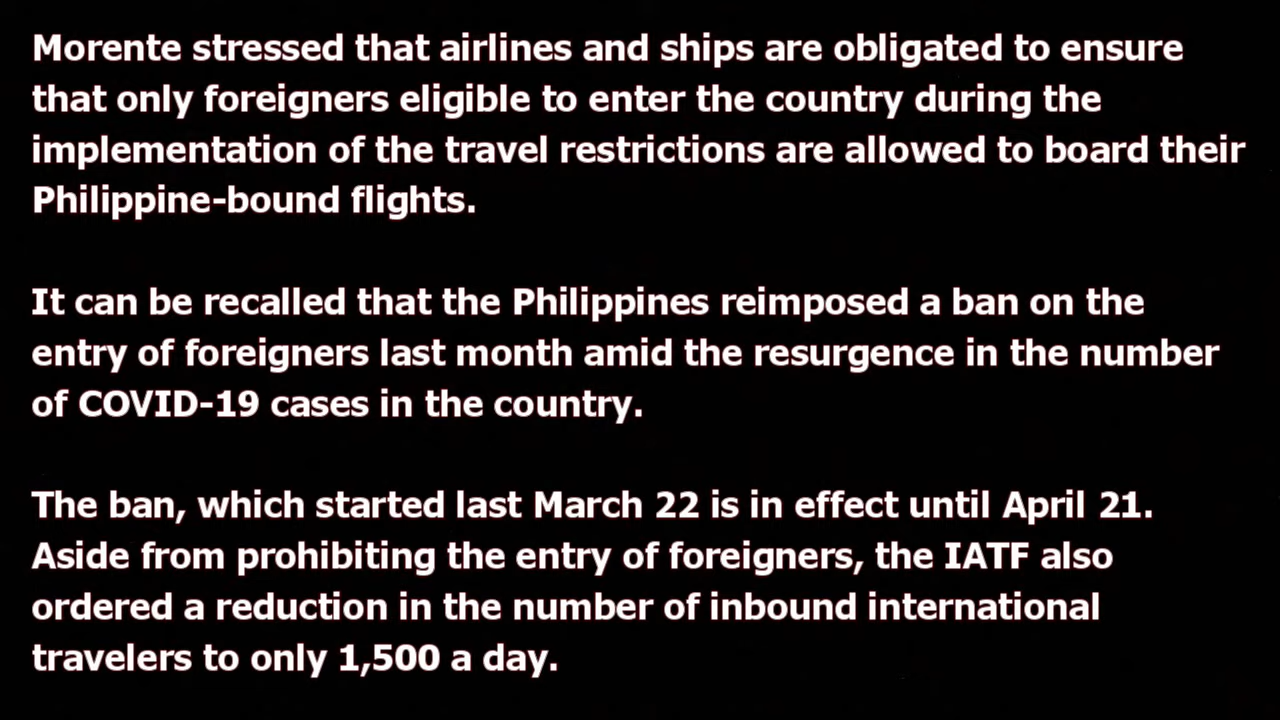 Morente stressed that airlines and ships are obligated to ensure
that only foreigners eligible to enter the country during the
implementation of the travel restrictions are allowed to board their
Philippine-bound flights.
It can be recalled that the Philippines reimposed a ban on the
entry of foreigners last month amid the resurgence in the number
of COVID-19 cases in the country.
The ban, which started last March 22 is in effect until April 21.
Aside from prohibiting the entry of foreigners, the IATF also
ordered a reduction in the number of inbound international
travelers to only 1,500 a day.